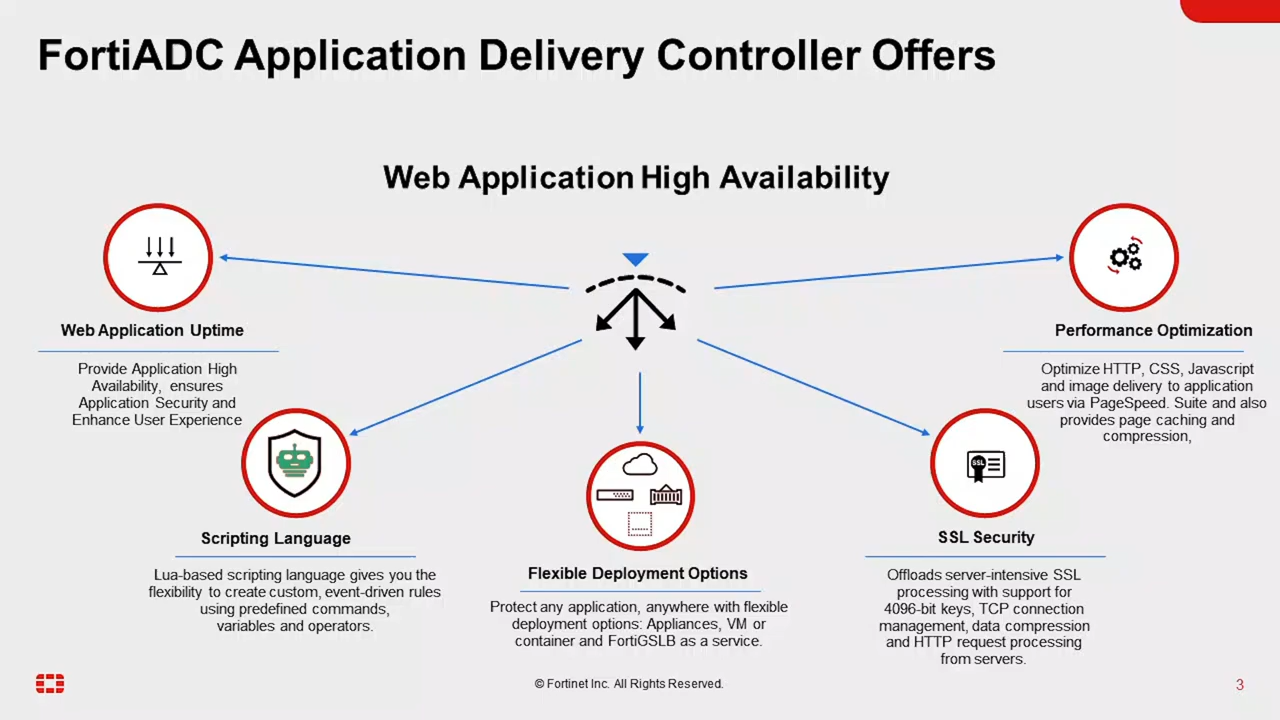 FortiADC Application Delivery Controller Offers
Web Application High Availability
Web Application Uptime
Provide Application High
Availability, ensures
Application Security and
Enhance User Experience
Scripting Language
Lua-based scripting language gives you the
flexibility to create custom, event-driven rules
using predefined commands,
variables and operators.
Flexible Deployment Options
Protect any application, anywhere with flexible
deployment options: Appliances, VM or
container and FortiGSLB as a service.
SSL
SSL Security
Offloads server-intensive SSL
processing with support for
4096-bit keys, TCP connection
management, data compression
and HTTP request processing
from servers.
Performance Optimization
Optimize HTTP, CSS, Javascript
and image delivery to application
users via PageSpeed. Suite and also
provides page caching and
compression,
© Fortinet Inc. All Rights Reserved.
3